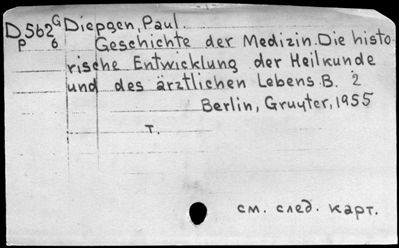 D562G Diepgen, Paul.
p 6 Geschichte der Medizin. Die histo
rische Entwicklung der Heilkunde
und des ärztlichen Lebens. B. 2
Berlin, Gruyter, 1955
т.
см. след. карт.